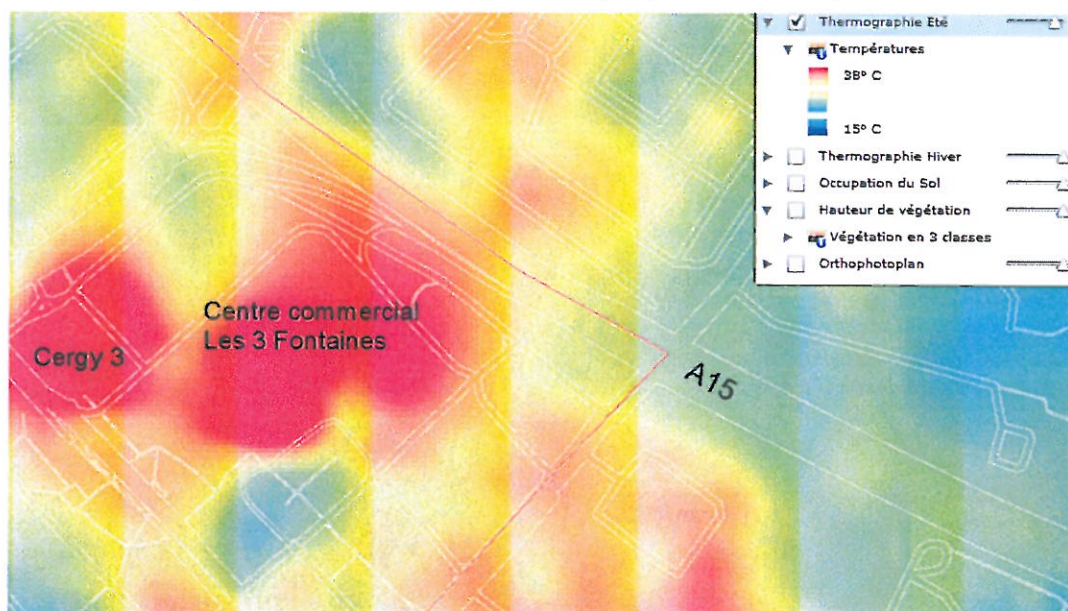 Thermographie Eté
Températures
38° C
15° C
Thermographie Hiver
Occupation du Sol
Hauteur de végétation
Végétation en 3 classes
Orthophotoplan
Centre commercial
Les 3 Fontaines
Cergy 3
A15